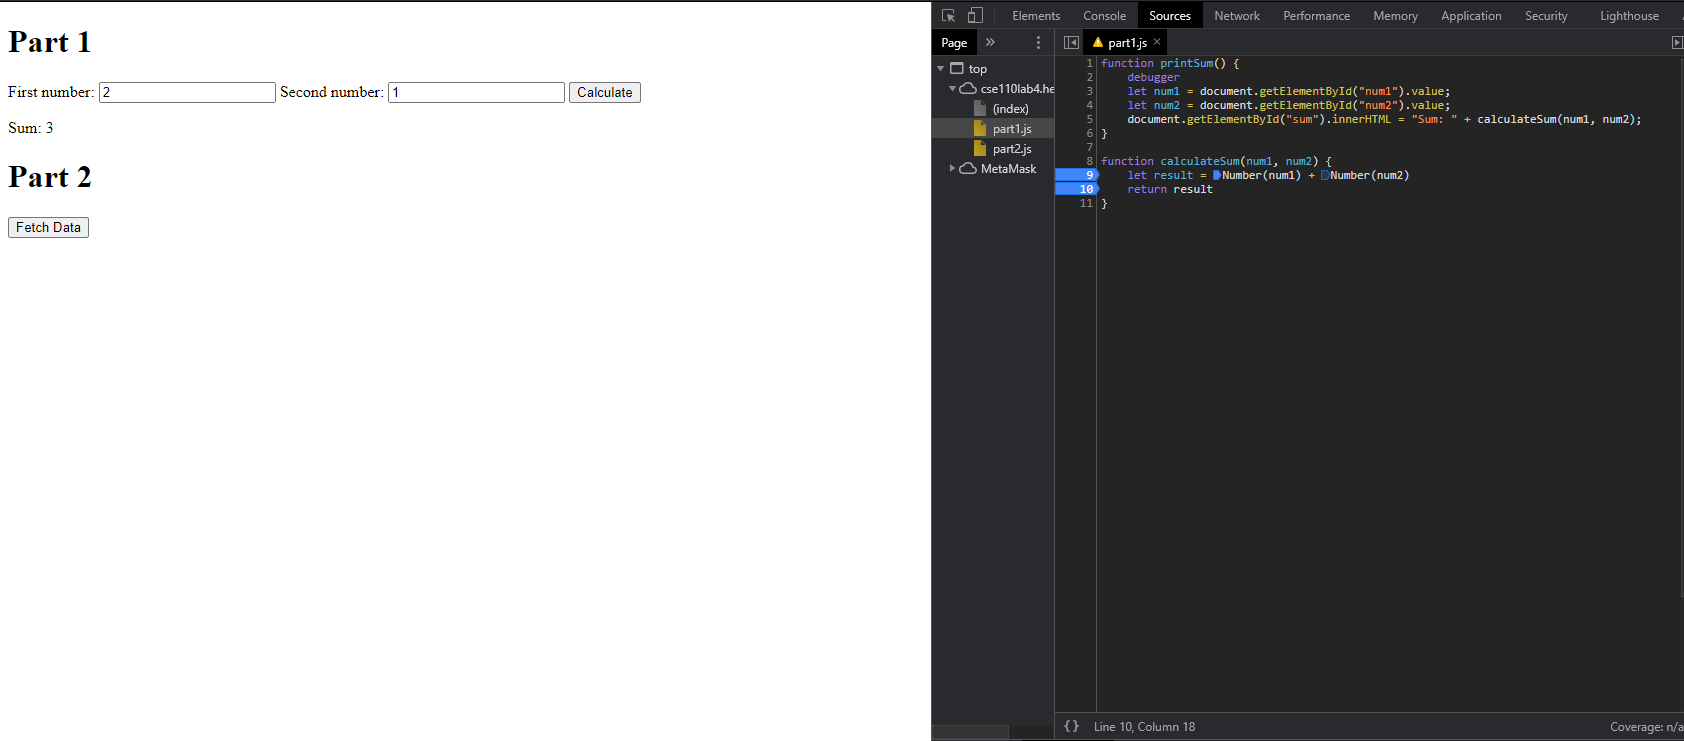 Part 1
First number: 2 Second number: 1 Calculate
Sum: 3
Part 2
Fetch Data
Elements Console Sources Network Performance Memory Application Security Lighthouse
Page » part1.js ×
top
cse110lab4.he
(index)
part1.js
part2.js
MetaMask
1 function printSum() {
2 debugger
3 let num1 = document.getElementById("num1").value;
4 let num2 = document.getElementById("num2").value;
5 document.getElementById("sum").innerHTML = "Sum: " + calculateSum(num1, num2);
6 }
7
8 function calculateSum(num1, num2) {
9 let result = Number(num1) + Number(num2)
10 return result
11 }
{} Line 10, Column 18 Coverage: n/a